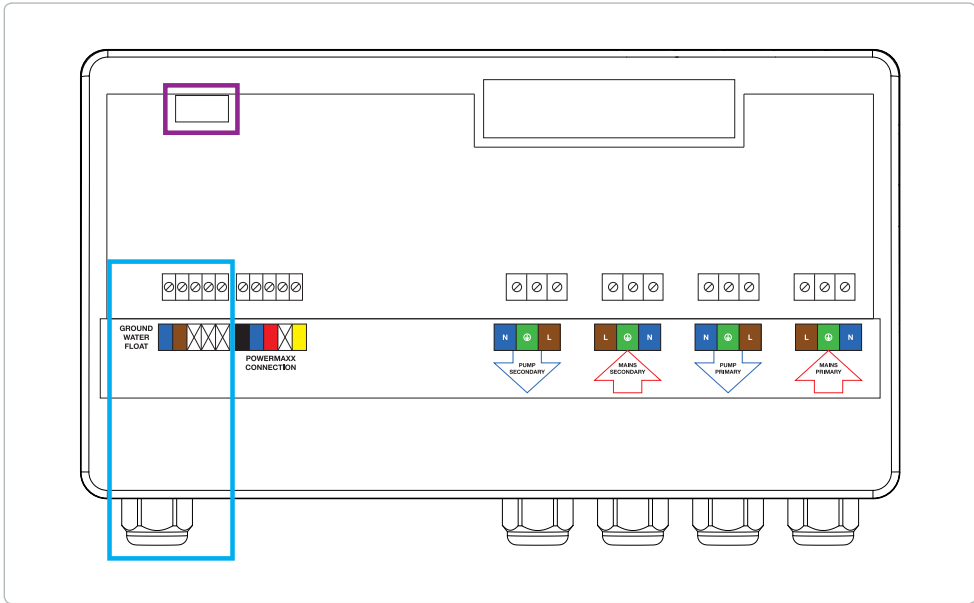 GROUND
WATER
FLOAT
POWERMAXX
CONNECTION
N L
PUMP
SECONDARY
L N
MAINS
SECONDARY
N L
PUMP
PRIMARY
L N
MAINS
PRIMARY